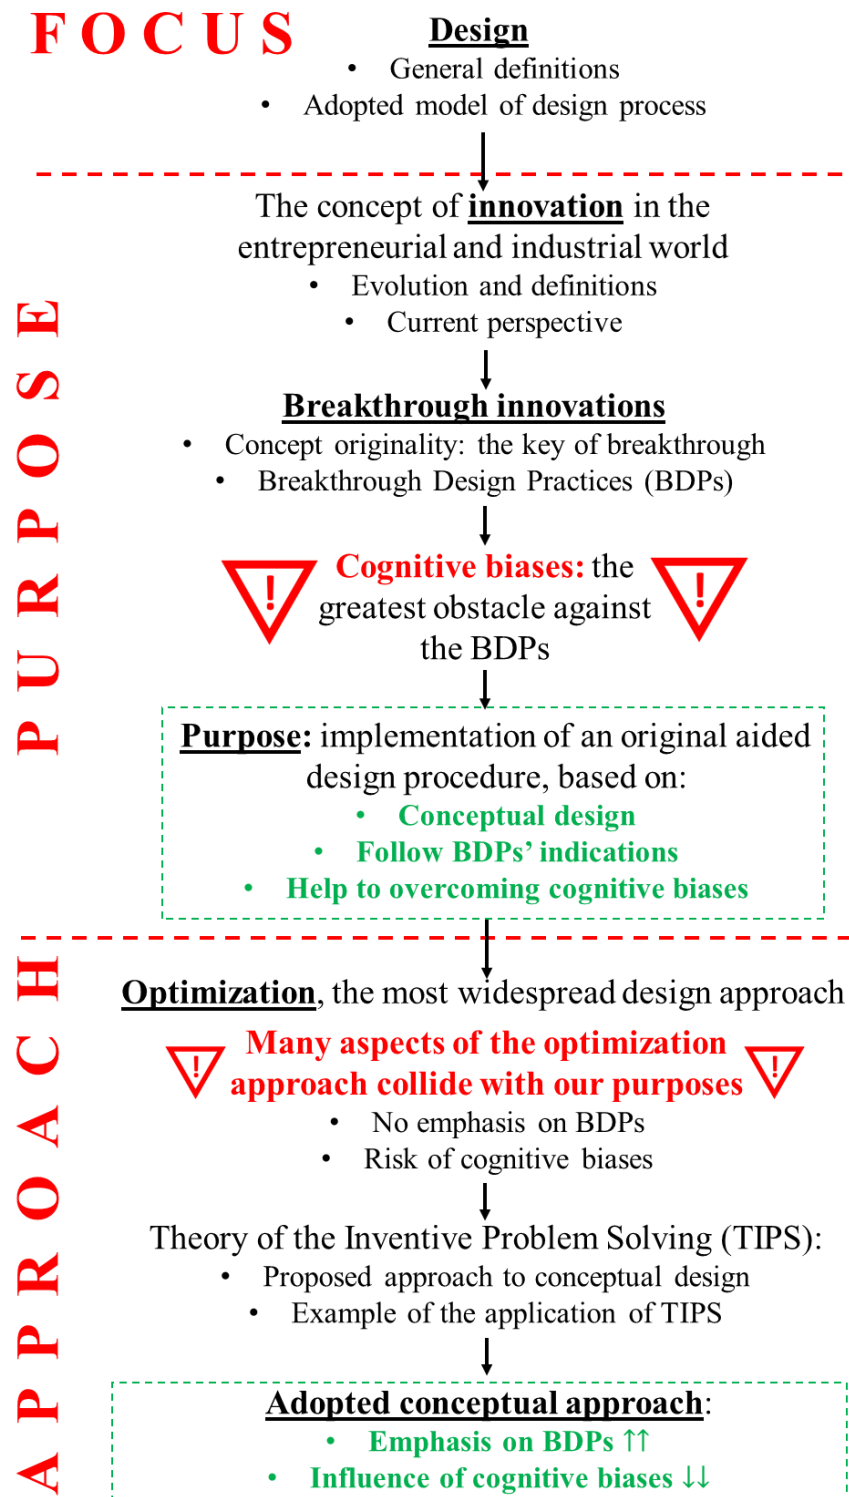 FOCUS
Design
• General definitions
• Adopted model of design process
PURPOSE
The concept of innovation in the
entrepreneurial and industrial world
• Evolution and definitions
• Current perspective
Breakthrough innovations
• Concept originality: the key of breakthrough
• Breakthrough Design Practices (BDPs)
! Cognitive biases: the !
greatest obstacle against
the BDPs
Purpose: implementation of an original aided
design procedure, based on:
• Conceptual design
• Follow BDPs' indications
• Help to overcoming cognitive biases
APPROACH
Optimization, the most widespread design approach
! Many aspects of the optimization !
approach collide with our purposes
• No emphasis on BDPs
• Risk of cognitive biases
Theory of the Inventive Problem Solving (TIPS):
• Proposed approach to conceptual design
• Example of the application of TIPS
Adopted conceptual approach:
• Emphasis on BDPs ↑↑
• Influence of cognitive biases ↓↓